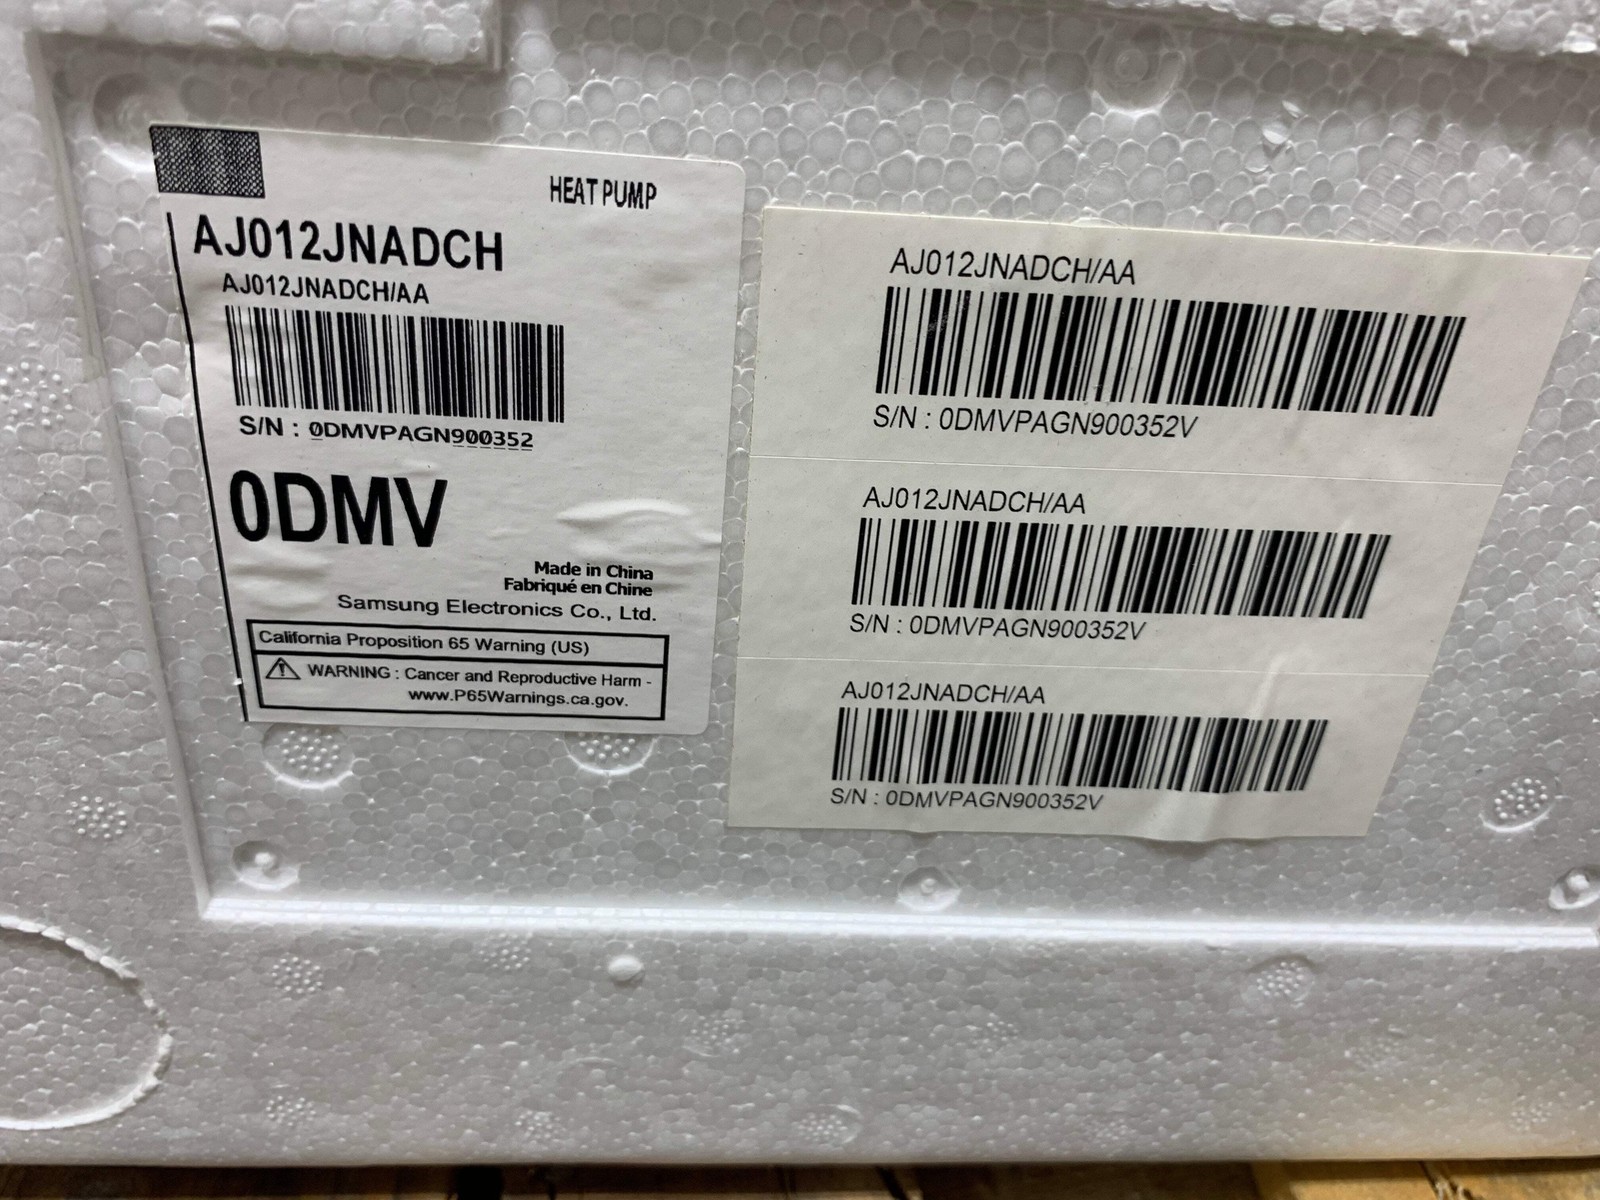 HEAT PUMP
AJ012JNADCH
AJ012JNADCH/AA
S/N : 0DMVPAGN900352
0DMV
Made in China
Fabriqué en Chine
Samsung Electronics Co., Ltd.
California Proposition 65 Warning (US)
WARNING : Cancer and Reproductive Harm -
www.P65Warnings.ca.gov.
AJ012JNADCH/AA
S/N : 0DMVPAGN900352V
AJ012JNADCH/AA
S/N : 0DMVPAGN900352V
AJ012JNADCH/AA
S/N : 0DMVPAGN900352V